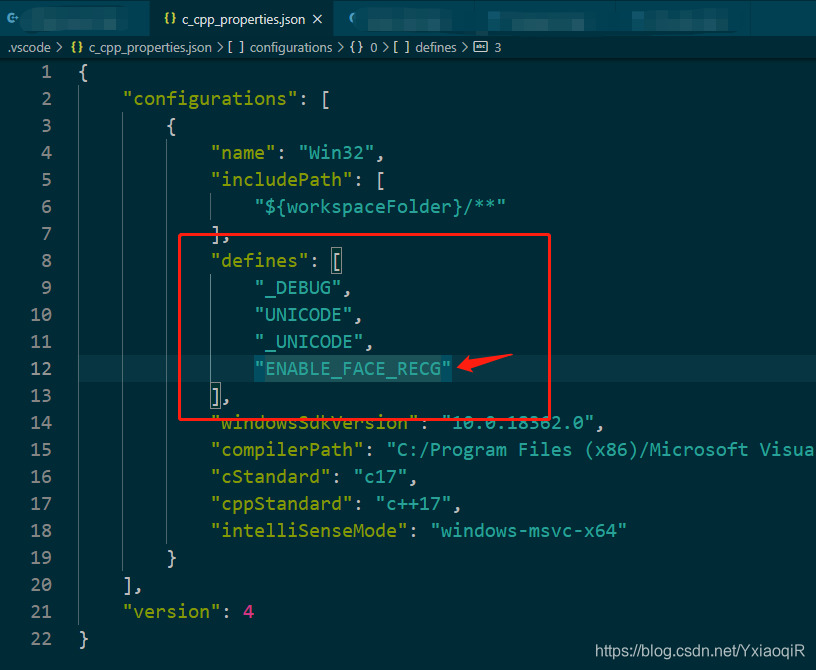 c_cpp_properties.json
.vscode > {} c_cpp_properties.json > [ ] configurations > {} 0 > [ ] defines > abc 3
1 {
2 "configurations": [
3 {
4 "name": "Win32",
5 "includePath": [
6 "${workspaceFolder}/**"
7 ],
8 "defines": [
9 "_DEBUG",
10 "UNICODE",
11 "_UNICODE",
12 "ENABLE_FACE_RECG"
13 ],
14 "windowsSdkVersion": "10.0.18362.0",
15 "compilerPath": "C:/Program Files (x86)/Microsoft Visua
16 "cStandard": "c17",
17 "cppStandard": "c++17",
18 "intelliSenseMode": "windows-msvc-x64"
19 }
20 ],
21 "version": 4
22 }
https://blog.csdn.net/YxiaoqiR